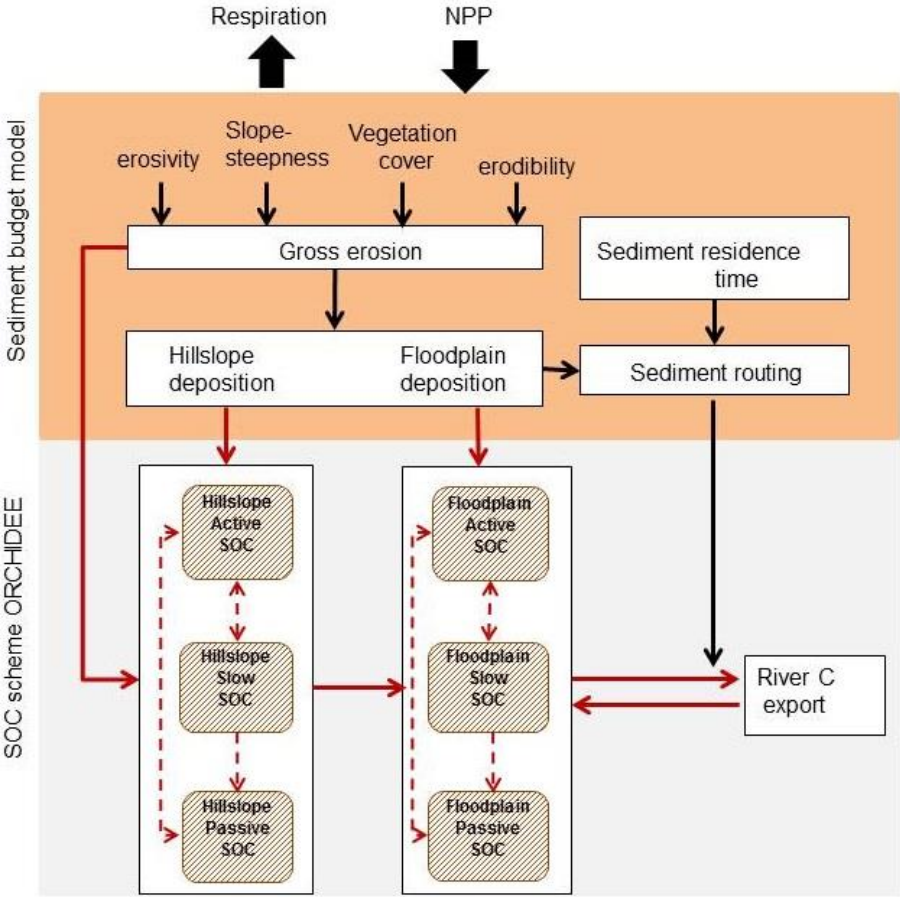 Respiration
NPP
Sediment budget model
erosivity
Slope-
steepness
Vegetation
cover
erodibility
Gross erosion
Sediment residence
time
Hillslope
deposition
Floodplain
deposition
Sediment routing
SOC scheme ORCHIDEE
Hillslope
Active
SOC
Floodplain
Active
SOC
Hillslope
Slow
SOC
Floodplain
Slow
SOC
River C
export
Hillslope
Passive
SOC
Floodplain
Passive
SOC